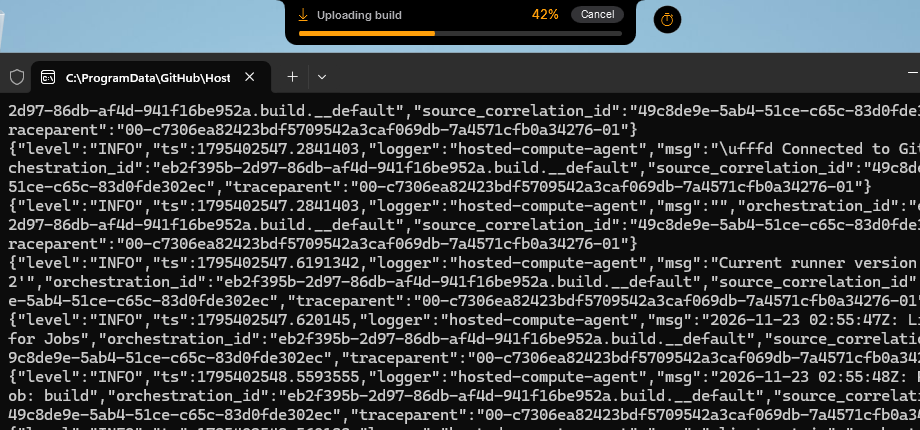 Uploading build 42% Cancel
C:\ProgramData\GitHub\Host
2d97-86db-af4d-941f16be952a.build.__default","source_correlation_id":"49c8de9e-5ab4-51ce-c65c-83d0fde
raceparent":"00-c7306ea82423bdf5709542a3caf069db-7a4571cfb0a34276-01"}
{"level":"INFO","ts":1795402547.2841403,"logger":"hosted-compute-agent","msg":"\ufffd Connected to Git
chestration_id":"eb2f395b-2d97-86db-af4d-941f16be952a.build.__default","source_correlation_id":"49c8d
51ce-c65c-83d0fde302ec","traceparent":"00-c7306ea82423bdf5709542a3caf069db-7a4571cfb0a34276-01"}
{"level":"INFO","ts":1795402547.2841403,"logger":"hosted-compute-agent","msg":"","orchestration_id":"
2d97-86db-af4d-941f16be952a.build.__default","source_correlation_id":"49c8de9e-5ab4-51ce-c65c-83d0fde
raceparent":"00-c7306ea82423bdf5709542a3caf069db-7a4571cfb0a34276-01"}
{"level":"INFO","ts":1795402547.6191342,"logger":"hosted-compute-agent","msg":"Current runner version
2'","orchestration_id":"eb2f395b-2d97-86db-af4d-941f16be952a.build.__default","source_correlation_id"
e-5ab4-51ce-c65c-83d0fde302ec","traceparent":"00-c7306ea82423bdf5709542a3caf069db-7a4571cfb0a34276-01
{"level":"INFO","ts":1795402547.620145,"logger":"hosted-compute-agent","msg":"2026-11-23 02:55:47Z: Li
for Jobs","orchestration_id":"eb2f395b-2d97-86db-af4d-941f16be952a.build.__default","source_correlatio
9c8de9e-5ab4-51ce-c65c-83d0fde302ec","traceparent":"00-c7306ea82423bdf5709542a3caf069db-7a4571cfb0a342
{"level":"INFO","ts":1795402548.5593555,"logger":"hosted-compute-agent","msg":"2026-11-23 02:55:48Z:
ob: build","orchestration_id":"eb2f395b-2d97-86db-af4d-941f16be952a.build.__default","source_correlati
49c8de9e-5ab4-51ce-c65c-83d0fde302ec","traceparent":"00-c7306ea82423bdf5709542a3caf069db-7a4571cfb0a34